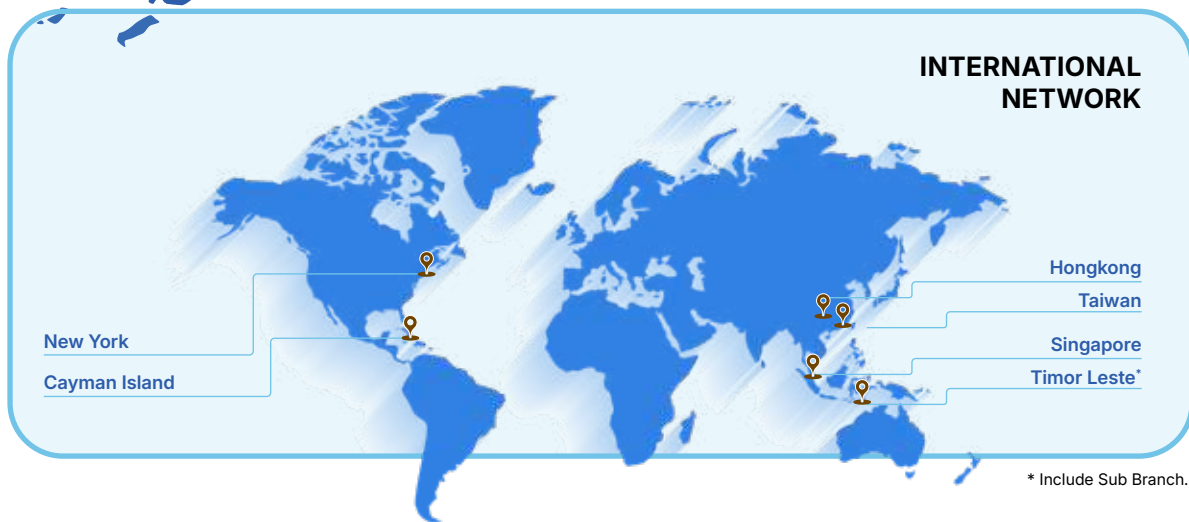 INTERNATIONAL
NETWORK
New York
Cayman Island
Hongkong
Taiwan
Singapore
Timor Leste*
* Include Sub Branch.